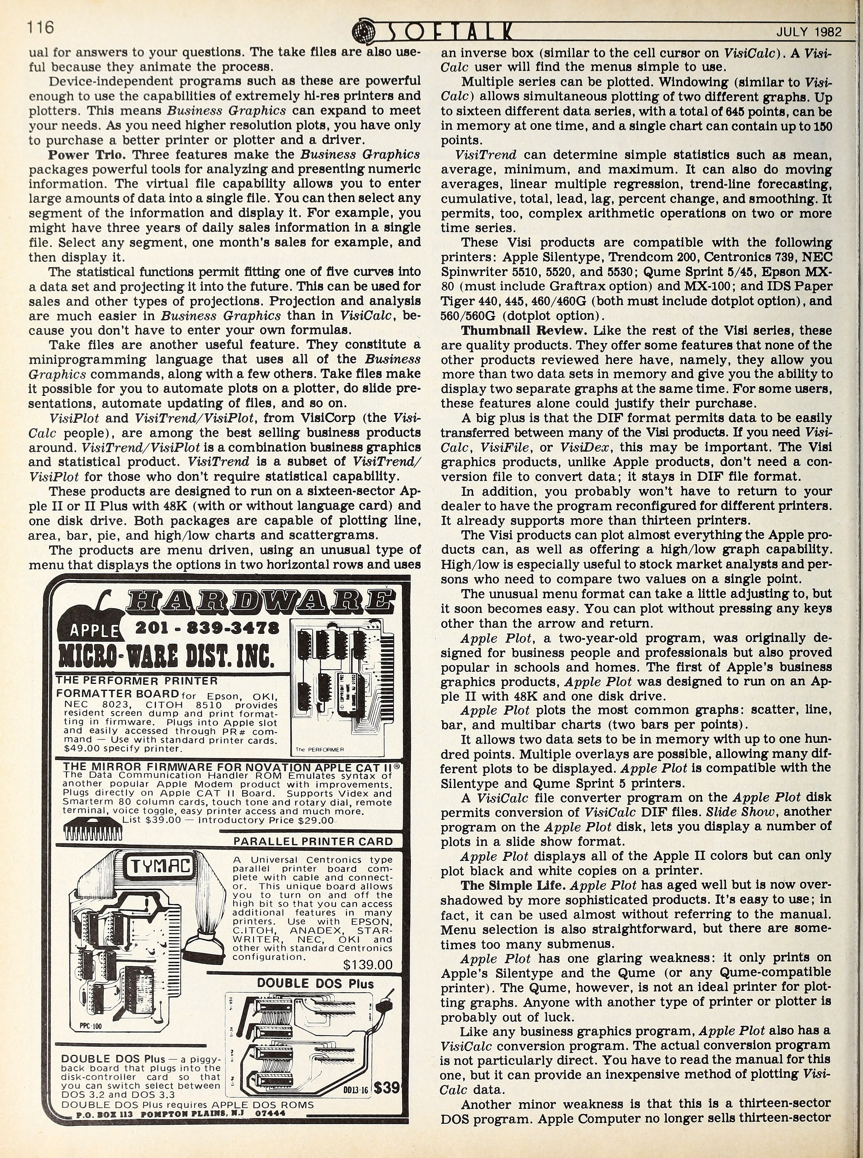 116
SOFTALK
JULY 1982
ual for answers to your questions. The take files are also use-
ful because they animate the process.
Device-independent programs such as these are powerful
enough to use the capabilities of extremely hi-res printers and
plotters. This means Business Graphics can expand to meet
your needs. As you need higher resolution plots, you have only
to purchase a better printer or plotter and a driver.
Power Trio. Three features make the Business Graphics
packages powerful tools for analyzing and presenting numeric
information. The virtual file capability allows you to enter
large amounts of data into a single file. You can then select any
segment of the information and display it. For example, you
might have three years of daily sales information in a single
file. Select any segment, one month's sales for example, and
then display it.
The statistical functions permit fitting one of five curves into
a data set and projecting it into the future. This can be used for
sales and other types of projections. Projection and analysis
are much easier in Business Graphics than in VisiCalc, be-
cause you don't have to enter your own formulas.
Take files are another useful feature. They constitute a
miniprogramming language that uses all of the Business
Graphics commands, along with a few others. Take files make
it possible for you to automate plots on a plotter, do slide pre-
sentations, automate updating of files, and so on.
VisiPlot and VisiTrend/VisiPlot, from VisiCorp (the Visi-
Calc people), are among the best selling business products
around. VisiTrend/VisiPlot is a combination business graphics
and statistical product. VisiTrend is a subset of VisiTrend/
VisiPlot for those who don't require statistical capability.
These products are designed to run on a sixteen-sector Ap-
ple II or II Plus with 48K (with or without language card) and
one disk drive. Both packages are capable of plotting line,
area, bar, pie, and high/low charts and scattergrams.
The products are menu driven, using an unusual type of
menu that displays the options in two horizontal rows and uses
HARDWARE
APPLE
201-839-3478
MICRO-WARE DIST. INC.
THE PERFORMER PRINTER
FORMATTER BOARD for Epson, OKI,
NEC 8023, CITOH 8510 provides
resident screen dump and print format-
ting in firmware. Plugs into Apple slot
and easily accessed through PR# com-
mand — Use with standard printer cards.
$49.00 specify printer.
The PERFORMER
THE MIRROR FIRMWARE FOR NOVATION APPLE CAT II®
The Data Communication Handler ROM Emulates syntax of
another popular Apple Modem product with improvements.
Plugs directly on Apple CAT II Board. Supports Videx and
Smarterm 80 column cards, touch tone and rotary dial, remote
terminal, voice toggle, easy printer access and much more.
List $39.00 — Introductory Price $29.00
PARALLEL PRINTER CARD
TYMAC
A Universal Centronics type
parallel printer board com-
plete with cable and connect-
or. This unique board allows
you to turn on and off the
high bit so that you can access
additional features in many
printers. Use with EPSON,
C.ITOH, ANADEX, STAR-
WRITER, NEC, OKI and
other with standard Centronics
configuration.
$139.00
PPC-100
DOUBLE DOS Plus
DOUBLE DOS Plus — a piggy-
back board that plugs into the
disk-controller card so that
you can switch select between
DOS 3.2 and DOS 3.3
DOUBLE DOS Plus requires APPLE DOS ROMS
DO13-16
$39
P.O. BOX 113 POMPTON PLAINS, N.J 07444
an inverse box (similar to the cell cursor on VisiCalc). A Visi-
Calc user will find the menus simple to use.
Multiple series can be plotted. Windowing (similar to Visi-
Calc) allows simultaneous plotting of two different graphs. Up
to sixteen different data series, with a total of 645 points, can be
in memory at one time, and a single chart can contain up to 150
points.
VisiTrend can determine simple statistics such as mean,
average, minimum, and maximum. It can also do moving
averages, linear multiple regression, trend-line forecasting,
cumulative, total, lead, lag, percent change, and smoothing. It
permits, too, complex arithmetic operations on two or more
time series.
These Visi products are compatible with the following
printers: Apple Silentype, Trendcom 200, Centronics 739, NEC
Spinwriter 5510, 5520, and 5530; Qume Sprint 5/45, Epson MX-
80 (must include Graftrax option) and MX-100; and IDS Paper
Tiger 440, 445, 460/460G (both must include dotplot option), and
560/560G (dotplot option).
Thumbnail Review. Like the rest of the Visi series, these
are quality products. They offer some features that none of the
other products reviewed here have, namely, they allow you
more than two data sets in memory and give you the ability to
display two separate graphs at the same time. For some users,
these features alone could justify their purchase.
A big plus is that the DIF format permits data to be easily
transferred between many of the Visi products. If you need Visi-
Calc, VisiFile, or VisiDex, this may be important. The Visi
graphics products, unlike Apple products, don't need a con-
version file to convert data; it stays in DIF file format.
In addition, you probably won't have to return to your
dealer to have the program reconfigured for different printers.
It already supports more than thirteen printers.
The Visi products can plot almost everything the Apple pro-
ducts can, as well as offering a high/low graph capability.
High/low is especially useful to stock market analysts and per-
sons who need to compare two values on a single point.
The unusual menu format can take a little adjusting to, but
it soon becomes easy. You can plot without pressing any keys
other than the arrow and return.
Apple Plot, a two-year-old program, was originally de-
signed for business people and professionals but also proved
popular in schools and homes. The first of Apple's business
graphics products, Apple Plot was designed to run on an Ap-
ple II with 48K and one disk drive.
Apple Plot plots the most common graphs: scatter, line,
bar, and multibar charts (two bars per points).
It allows two data sets to be in memory with up to one hun-
dred points. Multiple overlays are possible, allowing many dif-
ferent plots to be displayed. Apple Plot is compatible with the
Silentype and Qume Sprint 5 printers.
A VisiCalc file converter program on the Apple Plot disk
permits conversion of VisiCalc DIF files. Slide Show, another
program on the Apple Plot disk, lets you display a number of
plots in a slide show format.
Apple Plot displays all of the Apple II colors but can only
plot black and white copies on a printer.
The Simple Life. Apple Plot has aged well but is now over-
shadowed by more sophisticated products. It's easy to use; in
fact, it can be used almost without referring to the manual.
Menu selection is also straightforward, but there are some-
times too many submenus.
Apple Plot has one glaring weakness: it only prints on
Apple's Silentype and the Qume (or any Qume-compatible
printer). The Qume, however, is not an ideal printer for plot-
ting graphs. Anyone with another type of printer or plotter is
probably out of luck.
Like any business graphics program, Apple Plot also has a
VisiCalc conversion program. The actual conversion program
is not particularly direct. You have to read the manual for this
one, but it can provide an inexpensive method of plotting Visi-
Calc data.
Another minor weakness is that this is a thirteen-sector
DOS program. Apple Computer no longer sells thirteen-sector